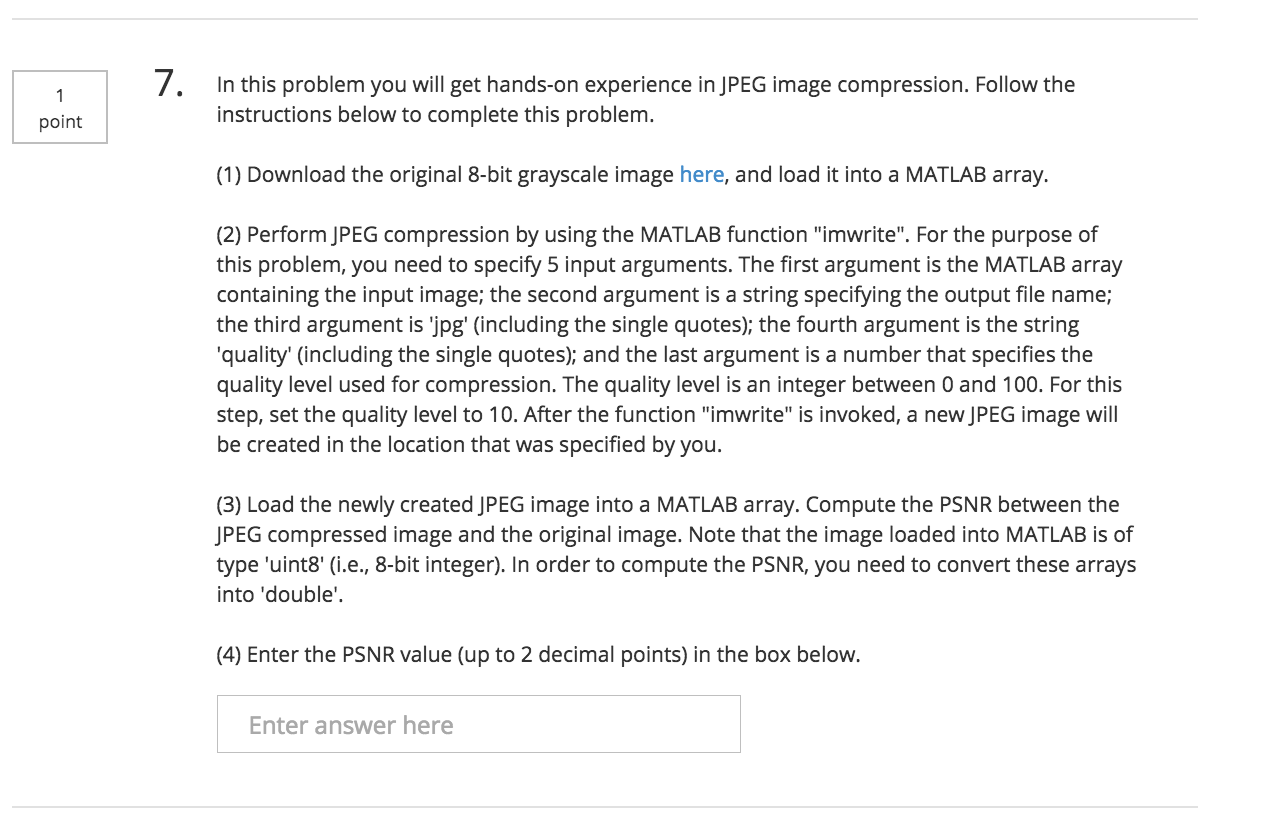 1
point
7.
In this problem you will get hands-on experience in JPEG image compression. Follow the
instructions below to complete this problem.
(1) Download the original 8-bit grayscale image here, and load it into a MATLAB array.
(2) Perform JPEG compression by using the MATLAB function "imwrite". For the purpose of
this problem, you need to specify 5 input arguments. The first argument is the MATLAB array
containing the input image; the second argument is a string specifying the output file name;
the third argument is 'jpg' (including the single quotes); the fourth argument is the string
'quality' (including the single quotes); and the last argument is a number that specifies the
quality level used for compression. The quality level is an integer between 0 and 100. For this
step, set the quality level to 10. After the function "imwrite" is invoked, a new JPEG image will
be created in the location that was specified by you.
(3) Load the newly created JPEG image into a MATLAB array. Compute the PSNR between the
JPEG compressed image and the original image. Note that the image loaded into MATLAB is of
type 'uint8' (i.e., 8-bit integer). In order to compute the PSNR, you need to convert these arrays
into 'double'.
(4) Enter the PSNR value (up to 2 decimal points) in the box below.
Enter answer here